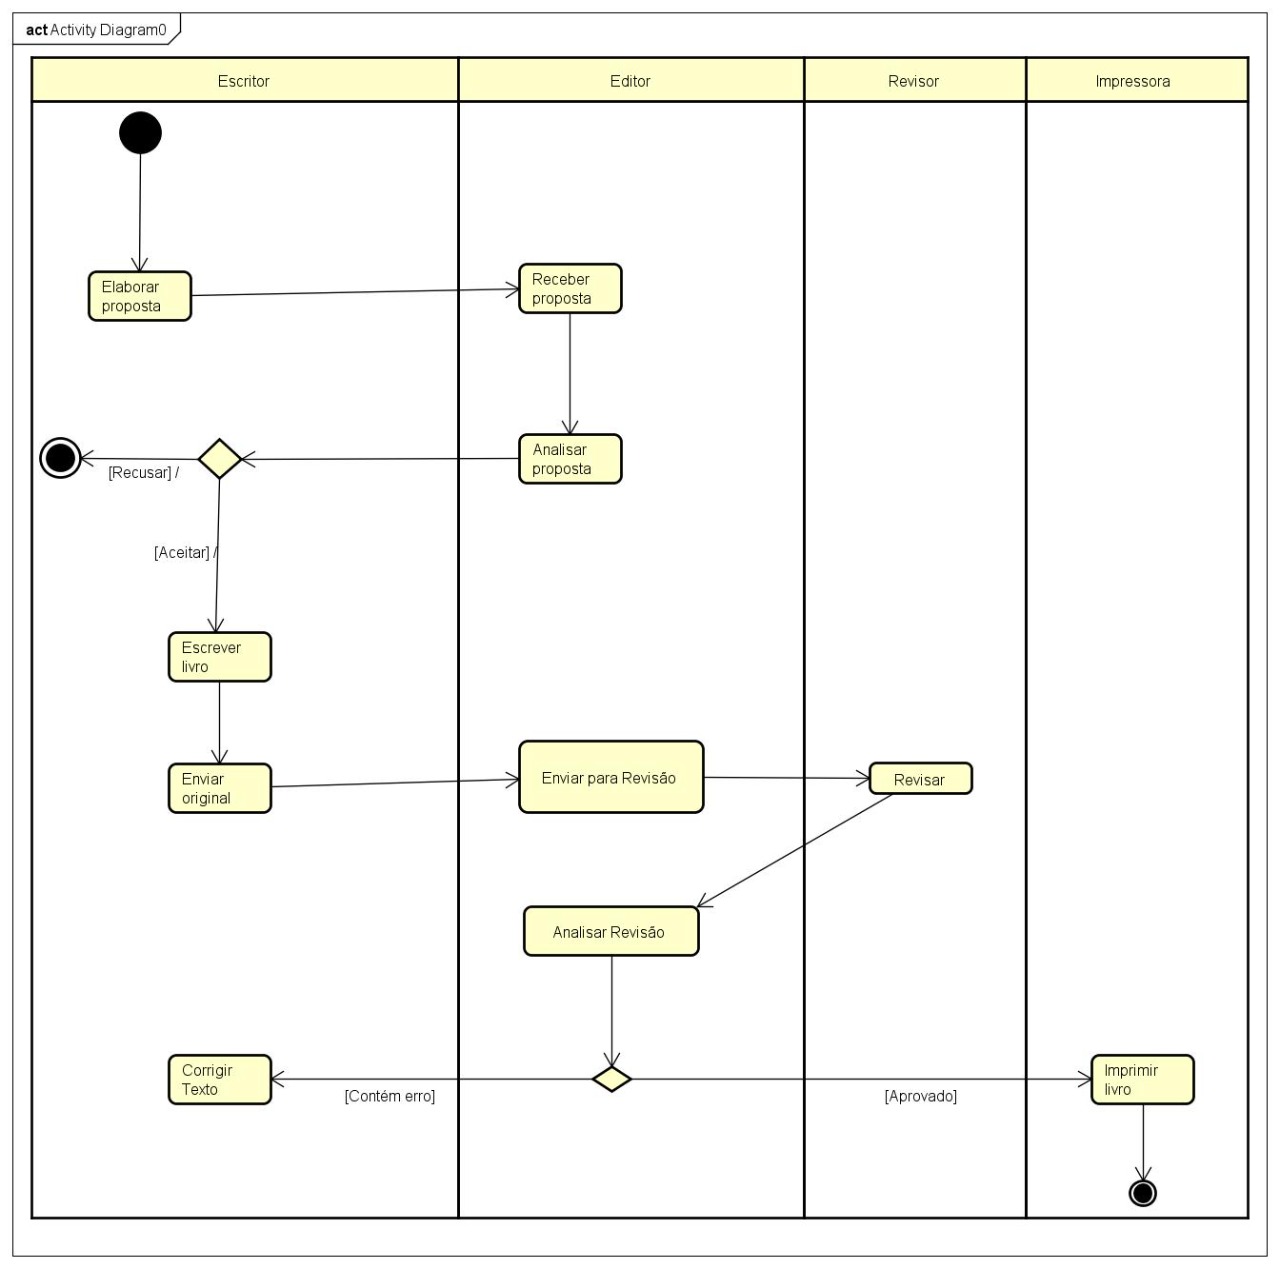 act Activity Diagram0
Escritor
Editor
Revisor
Impressora
Elaborar
proposta
Receber
proposta
Analisar
proposta
[Recusar] /
[Aceitar] /
Escrever
livro
Enviar
original
Enviar para Revisão
Revisar
Analisar Revisão
Corrigir
Texto
[Contém erro]
[Aprovado]
Imprimir
livro